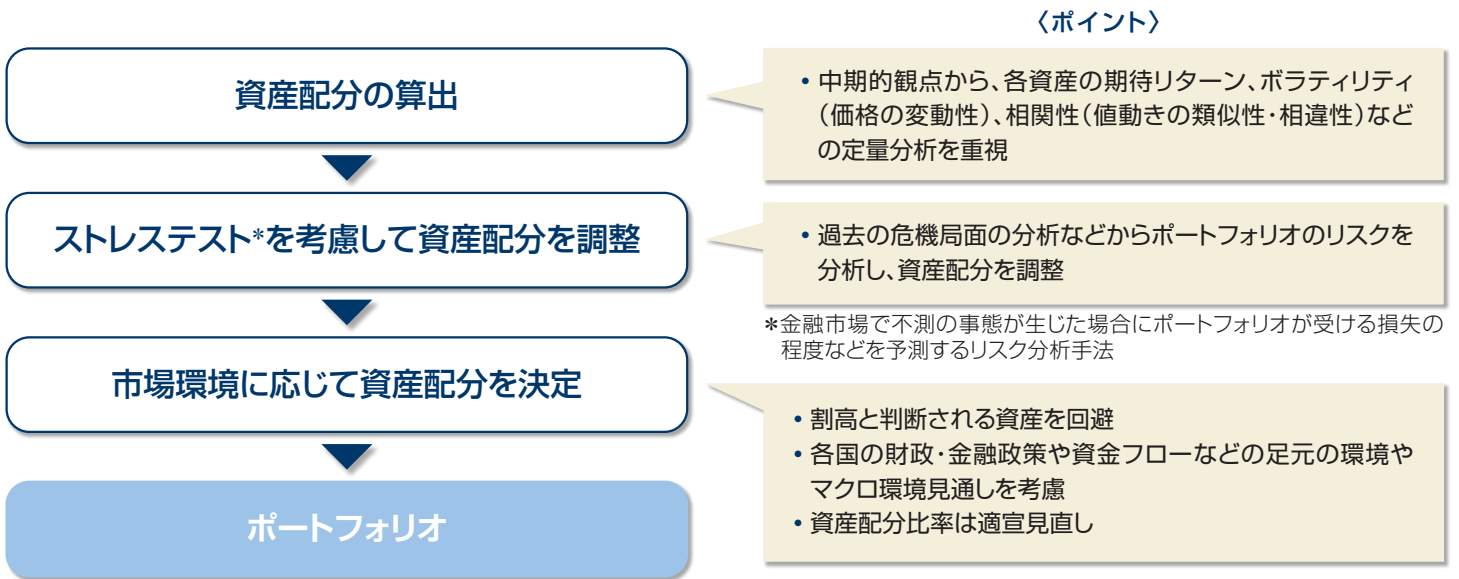 〈ポイント〉
資産配分の算出
• 中期的観点から、各資産の期待リターン、ボラティリティ
(価格の変動性)、相関性(値動きの類似性・相違性)など
の定量分析を重視
ストレステスト*を考慮して資産配分を調整
• 過去の危機局面の分析などからポートフォリオのリスクを
分析し、資産配分を調整
*金融市場で不測の事態が生じた場合にポートフォリオが受ける損失の
程度などを予測するリスク分析手法
市場環境に応じて資産配分を決定
• 割高と判断される資産を回避
• 各国の財政・金融政策や資金フローなどの足元の環境や
マクロ環境見通しを考慮
• 資産配分比率は適宜見直し
ポートフォリオ